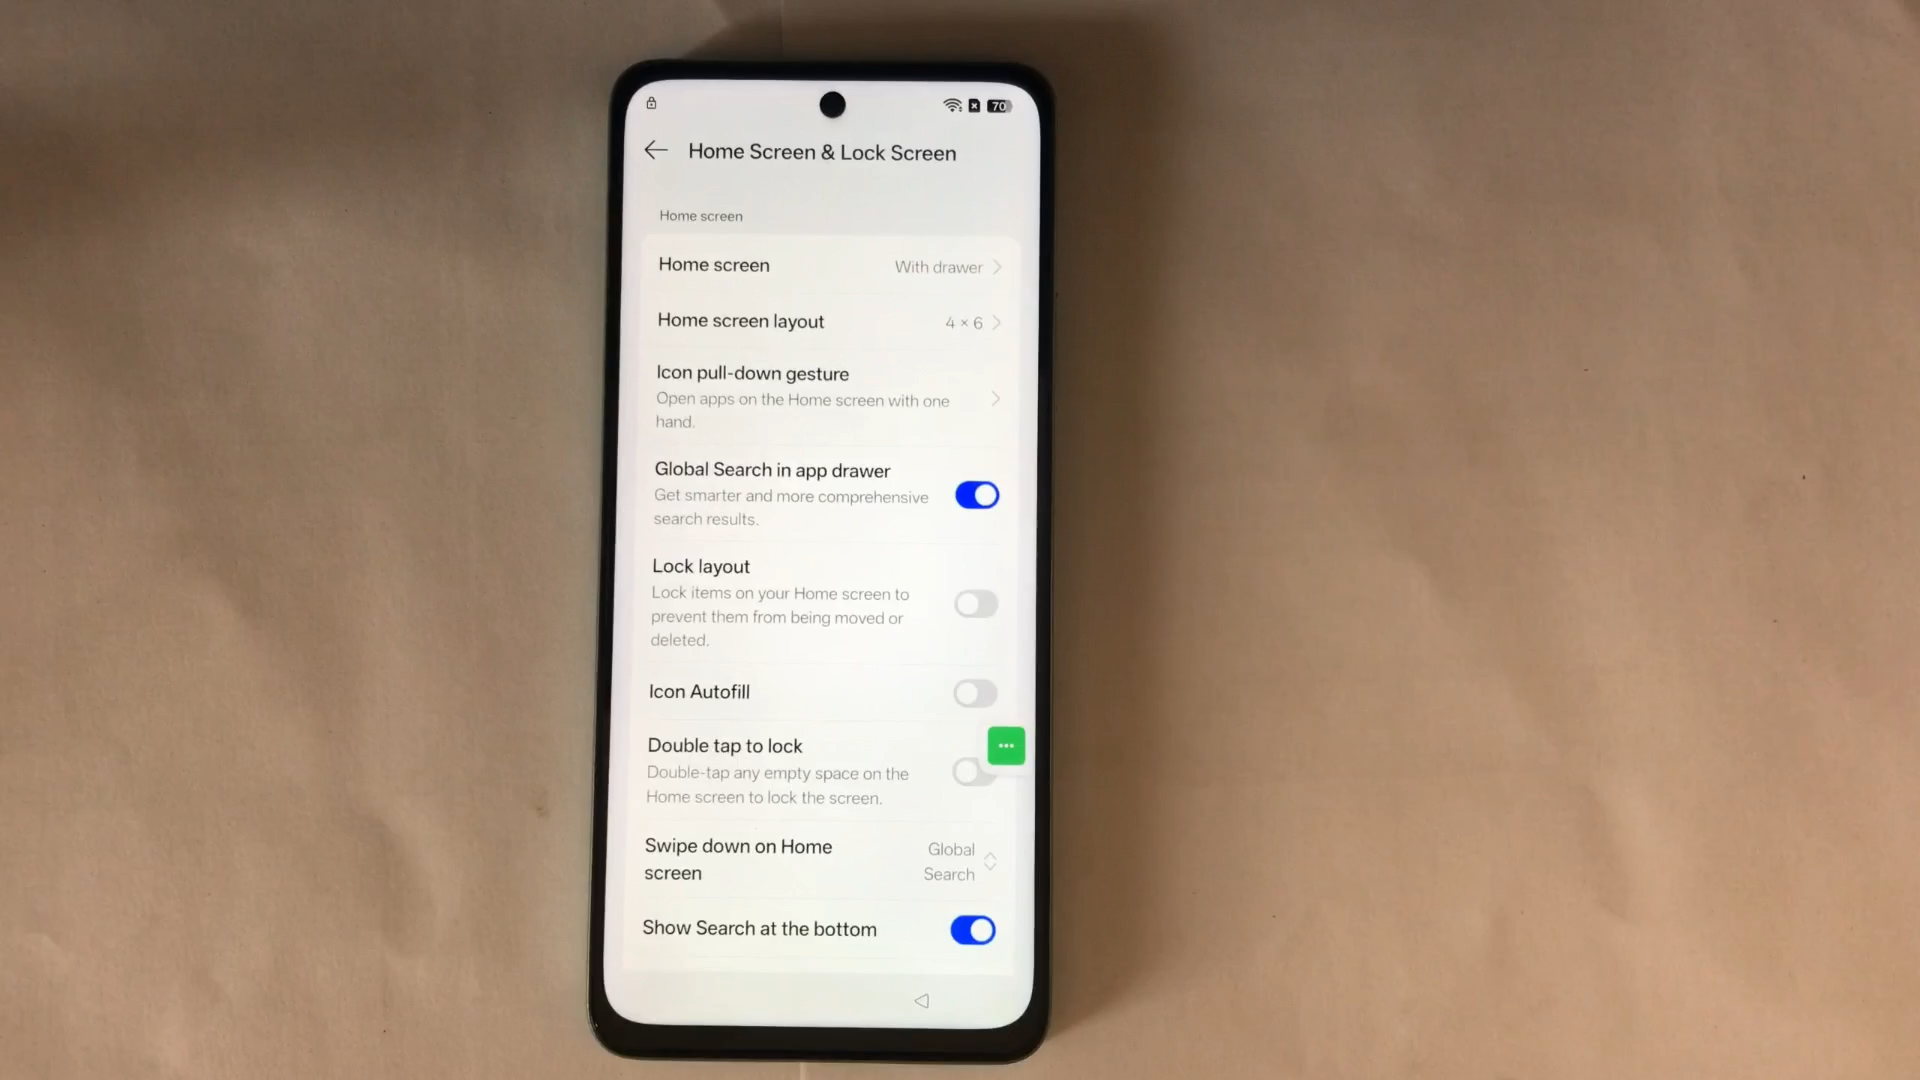 70
Home Screen & Lock Screen
Home screen
Home screen With drawer
Home screen layout 4 × 6
Icon pull-down gesture
Open apps on the Home screen with one
hand.
Global Search in app drawer
Get smarter and more comprehensive
search results.
Lock layout
Lock items on your Home screen to
prevent them from being moved or
deleted.
Icon Autofill
Double tap to lock
Double-tap any empty space on the
Home screen to lock the screen.
Swipe down on Home
screen
Global
Search
Show Search at the bottom